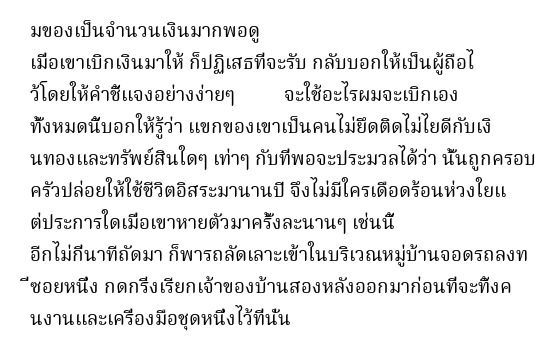 มของเป็นจำนวนเงินมากพอดู
เมื่อเขาเบิกเงินมาให้ ก็ปฏิเสธที่จะรับ กลับบอกให้เป็นผู้ถือไ
ว้โดยให้คำชี้แจงอย่างง่ายๆ จะใช้อะไรผมจะเบิกเอง
ทั้งหมดนี้บอกให้รู้ว่า แขกของเขาเป็นคนไม่ยึดติดไม่ไยดีกับเงิ
นทองและทรัพย์สินใดๆ เท่าๆ กับที่พอจะประมวลได้ว่า นั้นถูกครอบ
ครัวปล่อยให้ใช้ชีวิตอิสระมานานปี จึงไม่มีใครเดือดร้อนห่วงใยแ
ต่ประการใดเมื่อเขาหายตัวมาครั้งละนานๆ เช่นนี้
อีกไม่กี่นาทีถัดมา ก็พารถลัดเลาะเข้าในบริเวณหมู่บ้านจอดรถลงท
ี่ซอยหนึ่ง กดกริ่งเรียกเจ้าของบ้านสองหลังออกมาก่อนที่จะทิ้งค
นงานและเครื่องมือชุดหนึ่งไว้ที่นั่น